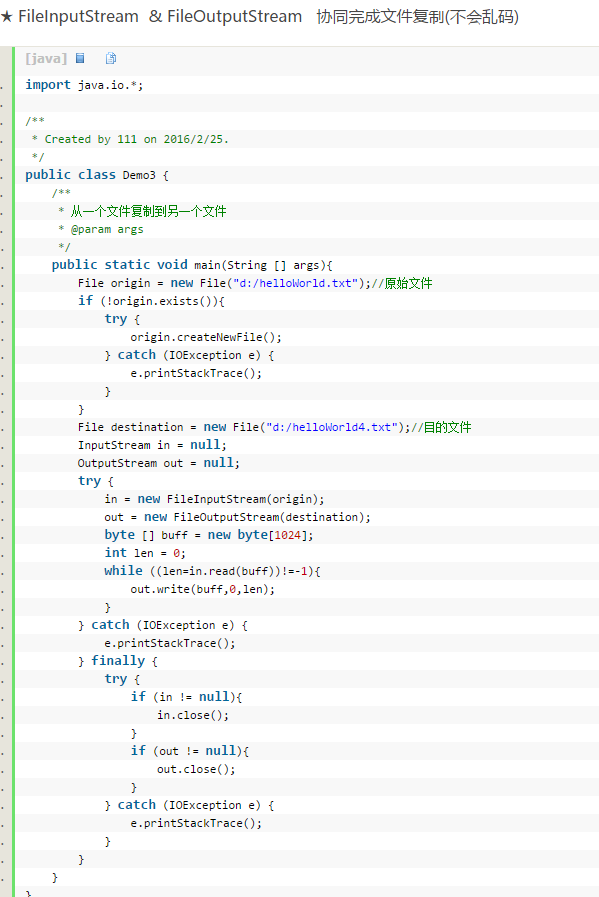 ★ FileInputStream & FileOutputStream 协同完成文件复制(不会乱码)
[java]
import java.io.*;
/**
 * Created by 111 on 2016/2/25.
 */
public class Demo3 {
    /**
     * 从一个文件复制到另一个文件
     * @param args
     */
    public static void main(String [] args){
        File origin = new File("d:/helloWorld.txt");//原始文件
        if (!origin.exists()){
            try {
                origin.createNewFile();
            } catch (IOException e) {
                e.printStackTrace();
            }
        }
        File destination = new File("d:/helloWorld4.txt");//目的文件
        InputStream in = null;
        OutputStream out = null;
        try {
            in = new FileInputStream(origin);
            out = new FileOutputStream(destination);
            byte [] buff = new byte[1024];
            int len = 0;
            while ((len=in.read(buff))!=-1){
                out.write(buff,0,len);
            }
        } catch (IOException e) {
            e.printStackTrace();
        } finally {
            try {
                if (in != null){
                    in.close();
                }
                if (out != null){
                    out.close();
                }
            } catch (IOException e) {
                e.printStackTrace();
            }
        }
    }
}